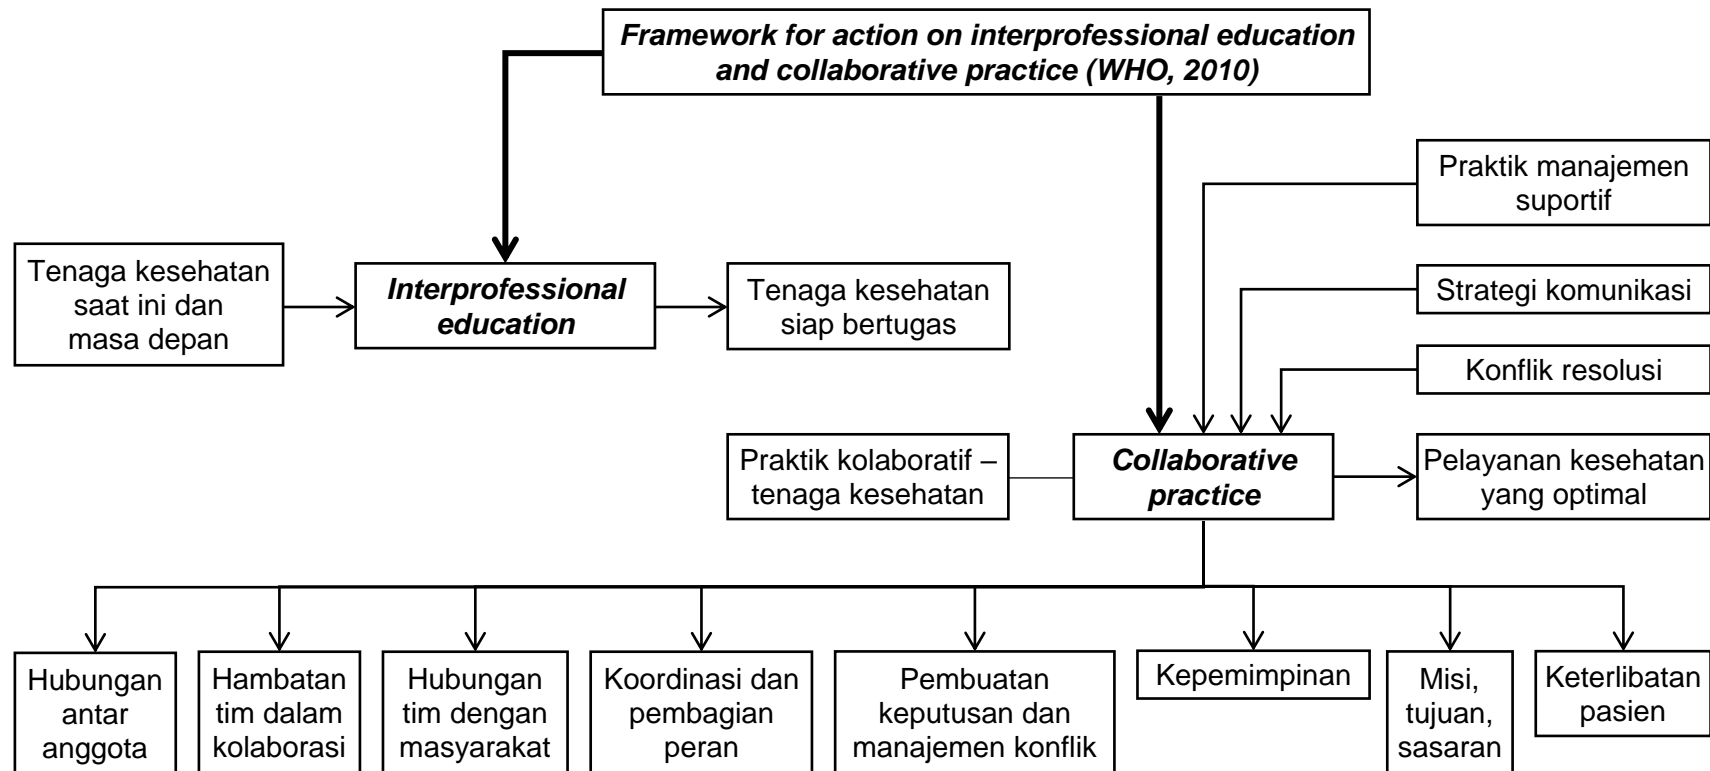 Framework for action on interprofessional education
and collaborative practice (WHO, 2010)
Praktik manajemen
suportif
Tenaga kesehatan
saat ini dan
masa depan
Interprofessional
education
Tenaga kesehatan
siap bertugas
Strategi komunikasi
Konflik resolusi
Praktik kolaboratif –
tenaga kesehatan
Collaborative
practice
Pelayanan kesehatan
yang optimal
Hubungan
antar
anggota
Hambatan
tim dalam
kolaborasi
Hubungan
tim dengan
masyarakat
Koordinasi dan
pembagian
peran
Pembuatan
keputusan dan
manajemen konflik
Kepemimpinan
Misi,
tujuan,
sasaran
Keterlibatan
pasien